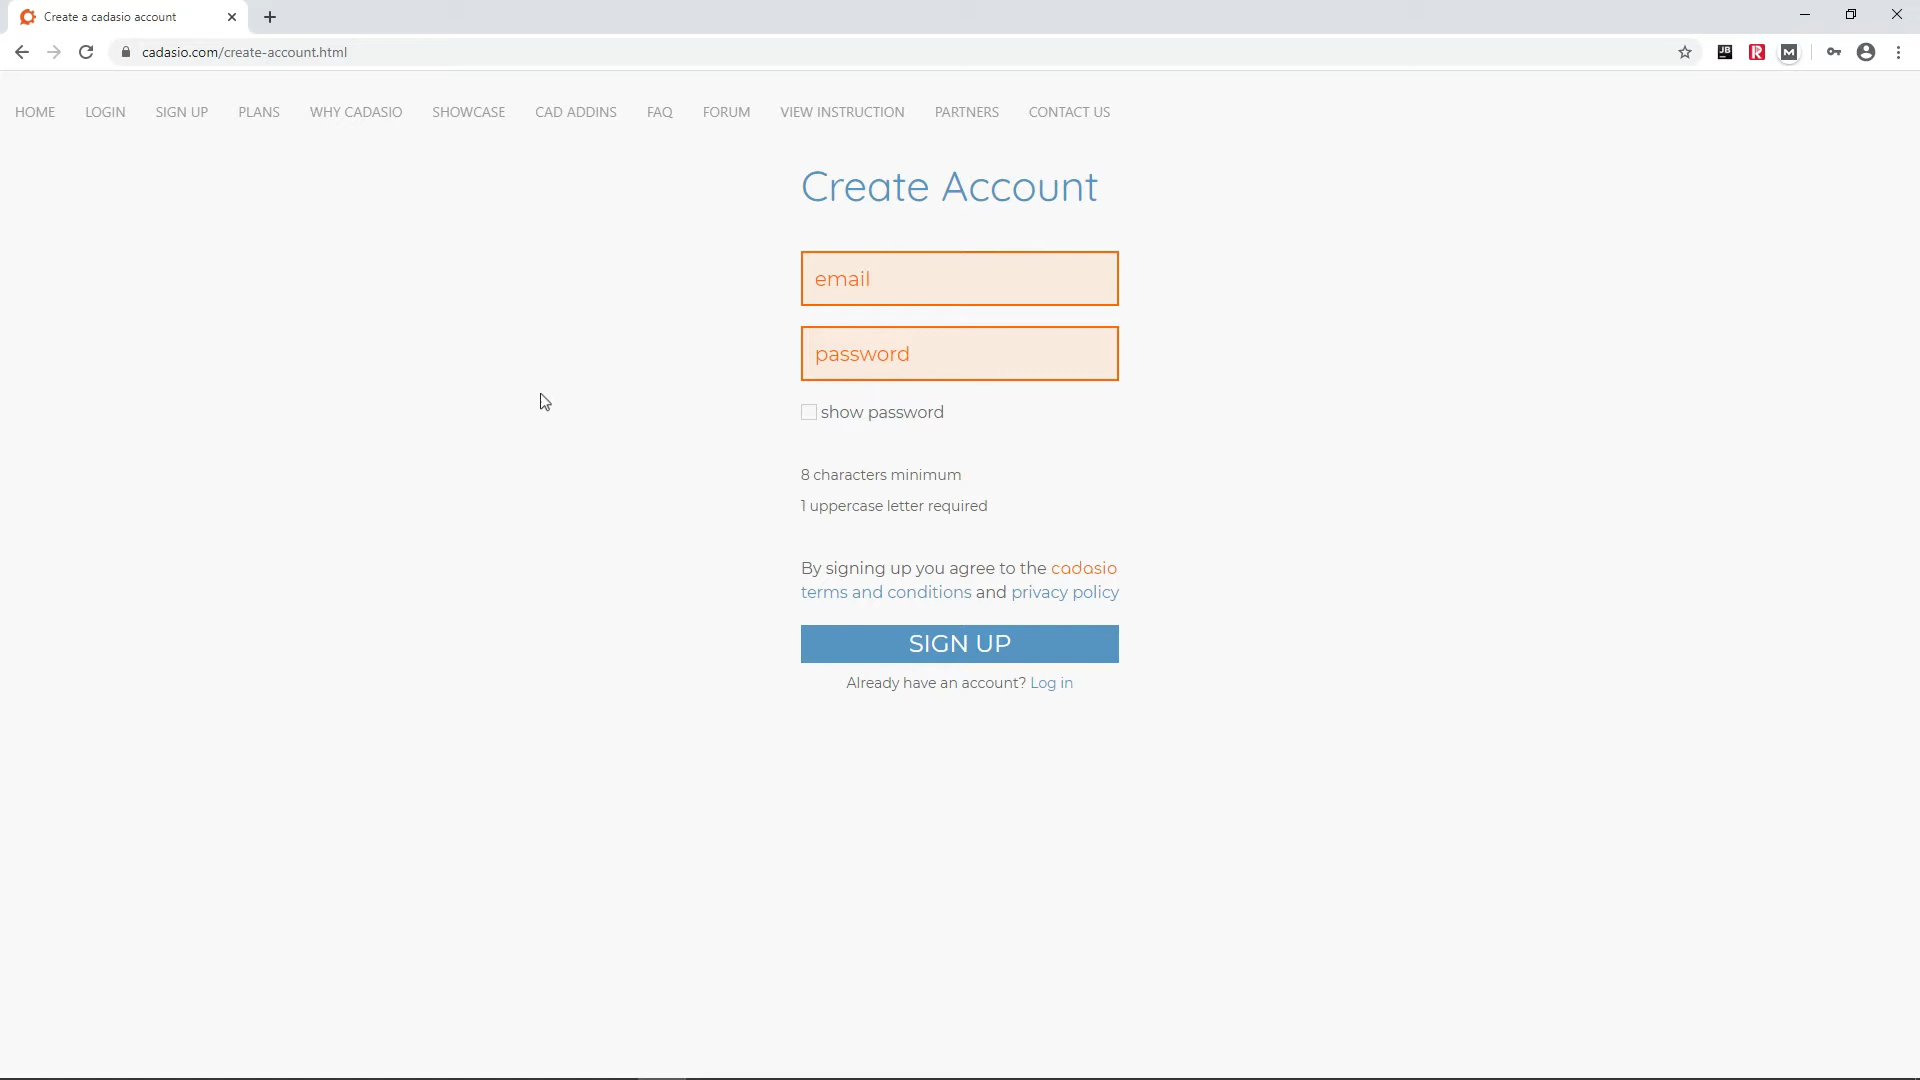 Create a cadasio account
cadasio.com/create-account.html
HOME LOGIN SIGN UP PLANS WHY CADASIO SHOWCASE CAD ADDINS FAQ FORUM VIEW INSTRUCTION PARTNERS CONTACT US
Create Account
email
password
show password
8 characters minimum
1 uppercase letter required
By signing up you agree to the cadasio
terms and conditions and privacy policy
SIGN UP
Already have an account? Log in